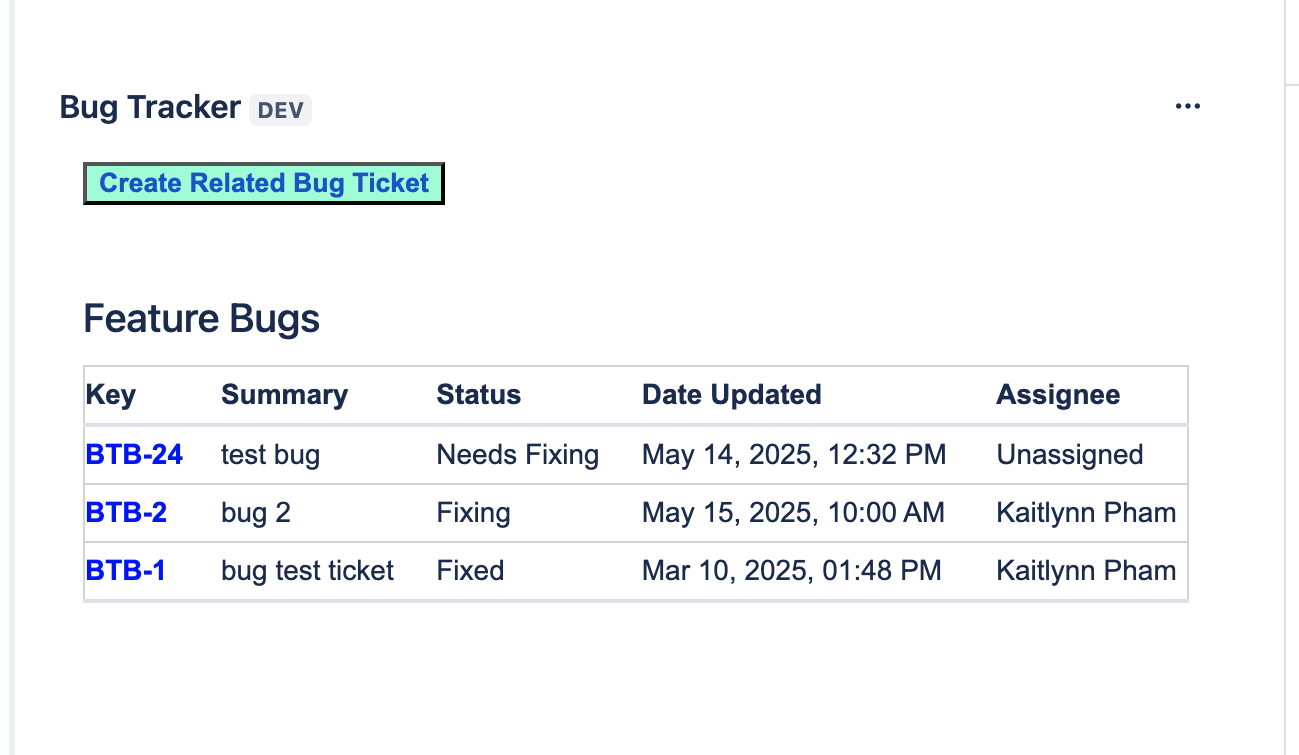 Bug Tracker DEV
Create Related Bug Ticket
Feature Bugs
Key Summary Status Date Updated Assignee
BTB-24 test bug Needs Fixing May 14, 2025, 12:32 PM Unassigned
BTB-2 bug 2 Fixing May 15, 2025, 10:00 AM Kaitlynn Pham
BTB-1 bug test ticket Fixed Mar 10, 2025, 01:48 PM Kaitlynn Pham